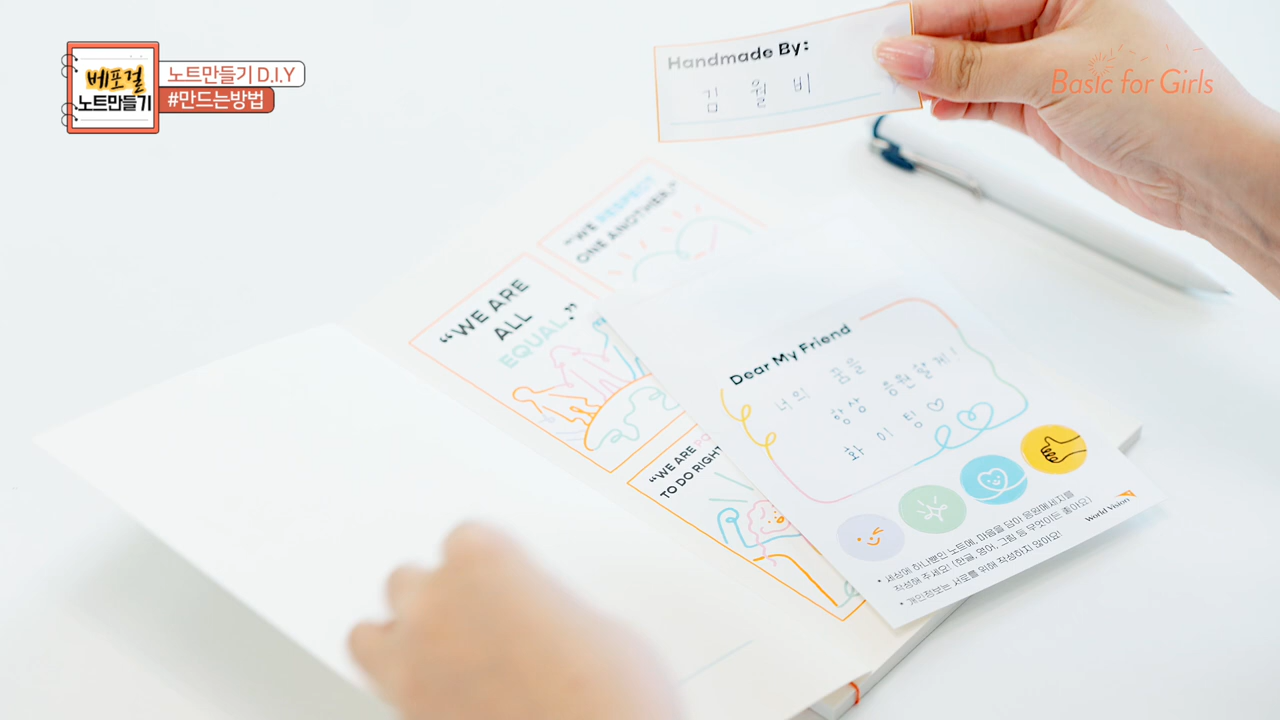 베포걸
노트만들기
노트만들기 D.I.Y
#만드는방법
Handmade By:
김 월 비
Basic for Girls
“WE RESPECT
ONE ANOTHER.”
“WE ARE
ALL
EQUAL.”
“WE ARE
TO DO RIGHT
Dear My Friend
너의 꿈을
항상 응원할게!
화이팅♡
World Vision
* 세상에 하나뿐인 노트에, 마음을 담아 응원메세지를
작성해 주세요! (한글, 영어, 그림 등 무엇이든 좋아요)
* 개인정보는 서로를 위해 작성하지 않아요!